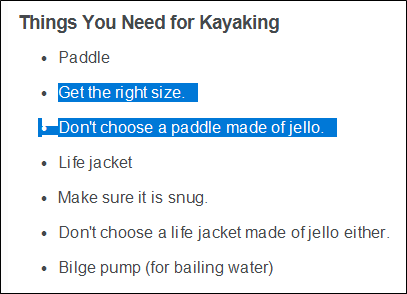 Things You Need for Kayaking
• Paddle
• Get the right size.
• Don't choose a paddle made of jello.
• Life jacket
• Make sure it is snug.
• Don't choose a life jacket made of jello either.
• Bilge pump (for bailing water)